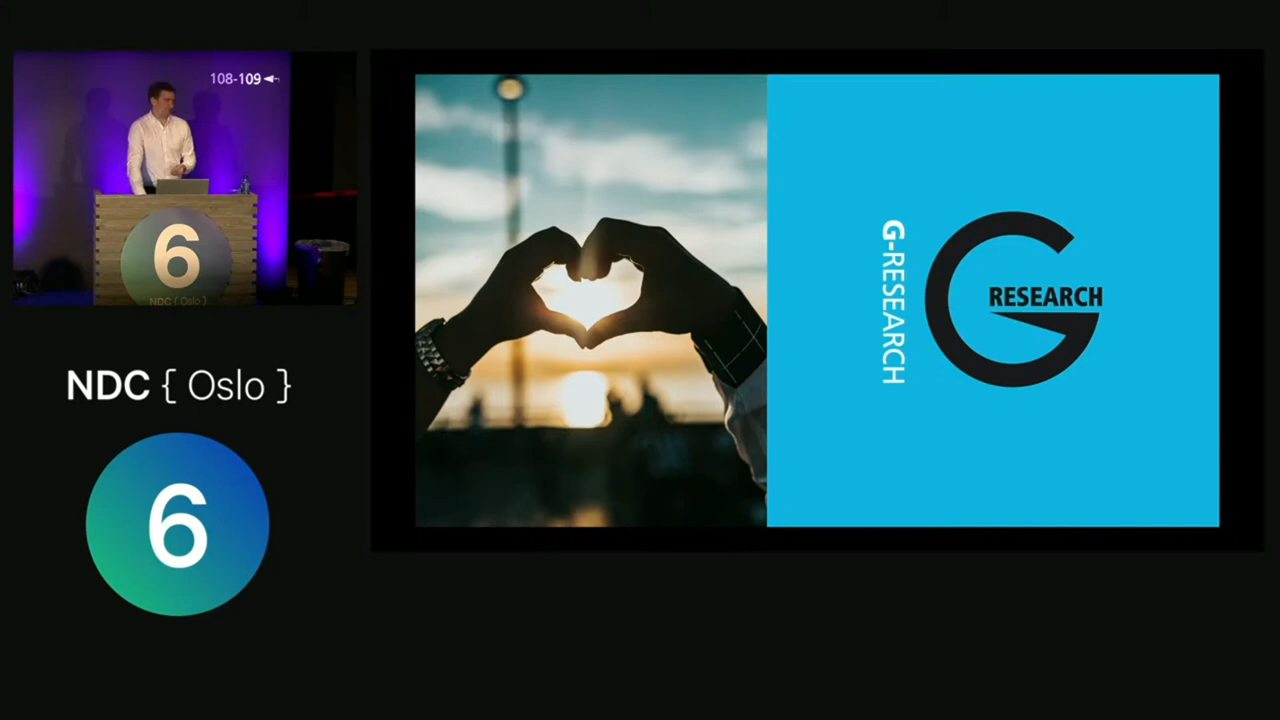 108-109
6
NDC { Oslo }
NDC { Oslo }
6
G-RESEARCH
RESEARCH